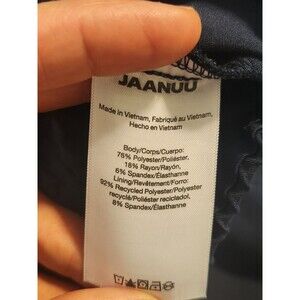 JAANUU
Made in Vietnam, Fabriqué au Vietnam,
Hecho en Vietnam
Body/Corps/Cuerpo:
76% Polyester/Poliéster,
18% Rayon/Rayón,
6% Spandex/Élasthanne
Lining/Revêtement/Forro:
92% Recycled Polyester/Polyester
recyclé/Poliéster reciclado,
8% Spandex/Élasthanne